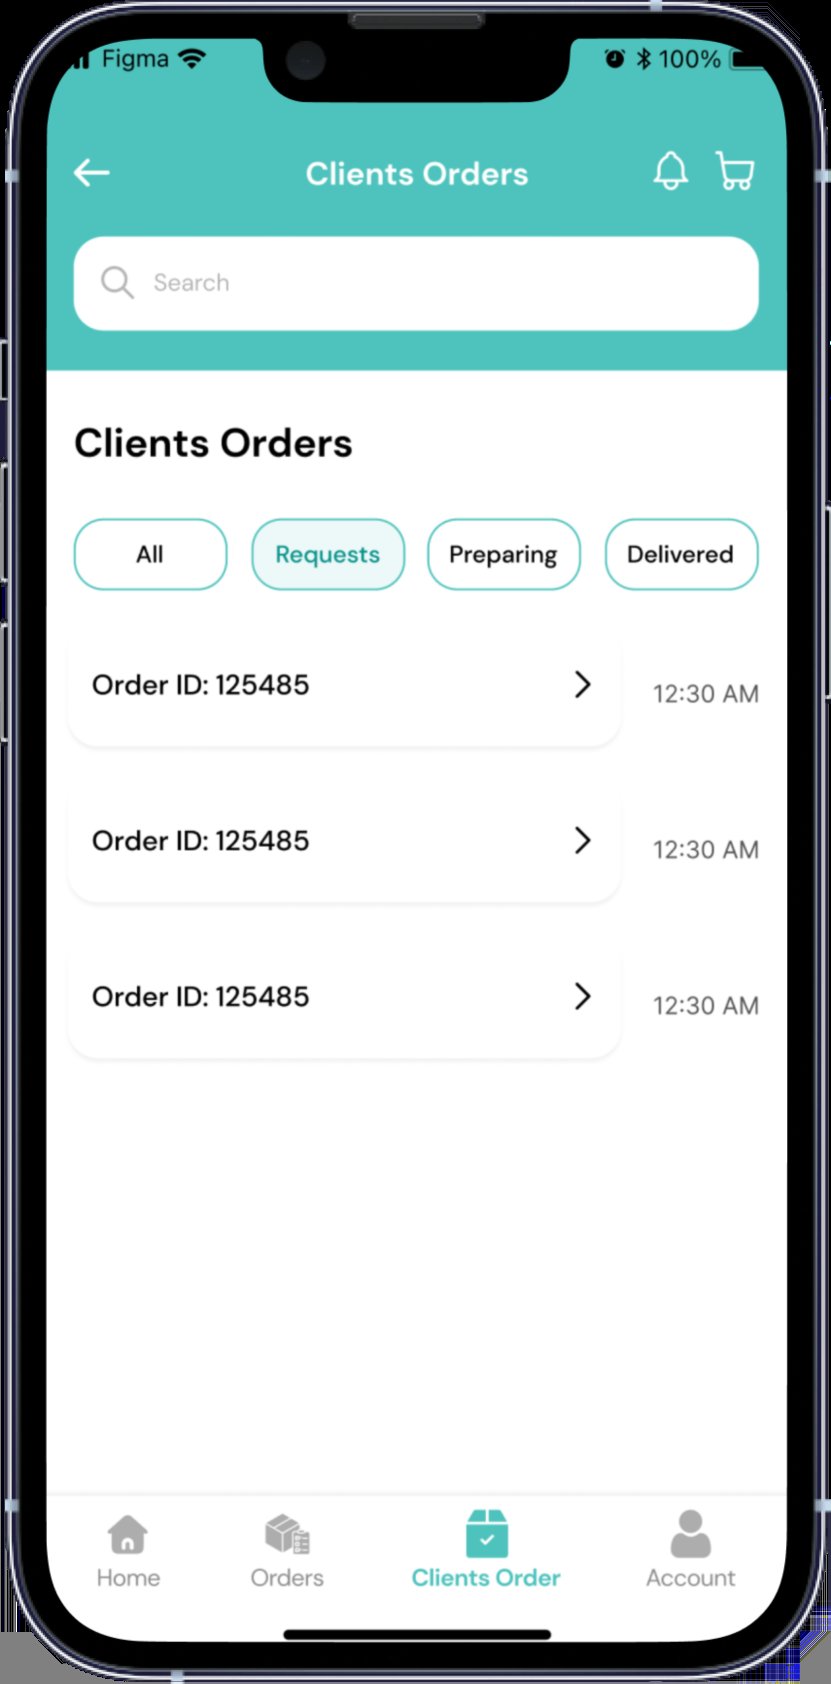 Figma 100%
Clients Orders
Search
Clients Orders
All Requests Preparing Delivered
Order ID: 125485 12:30 AM
Order ID: 125485 12:30 AM
Order ID: 125485 12:30 AM
Home Orders Clients Order Account